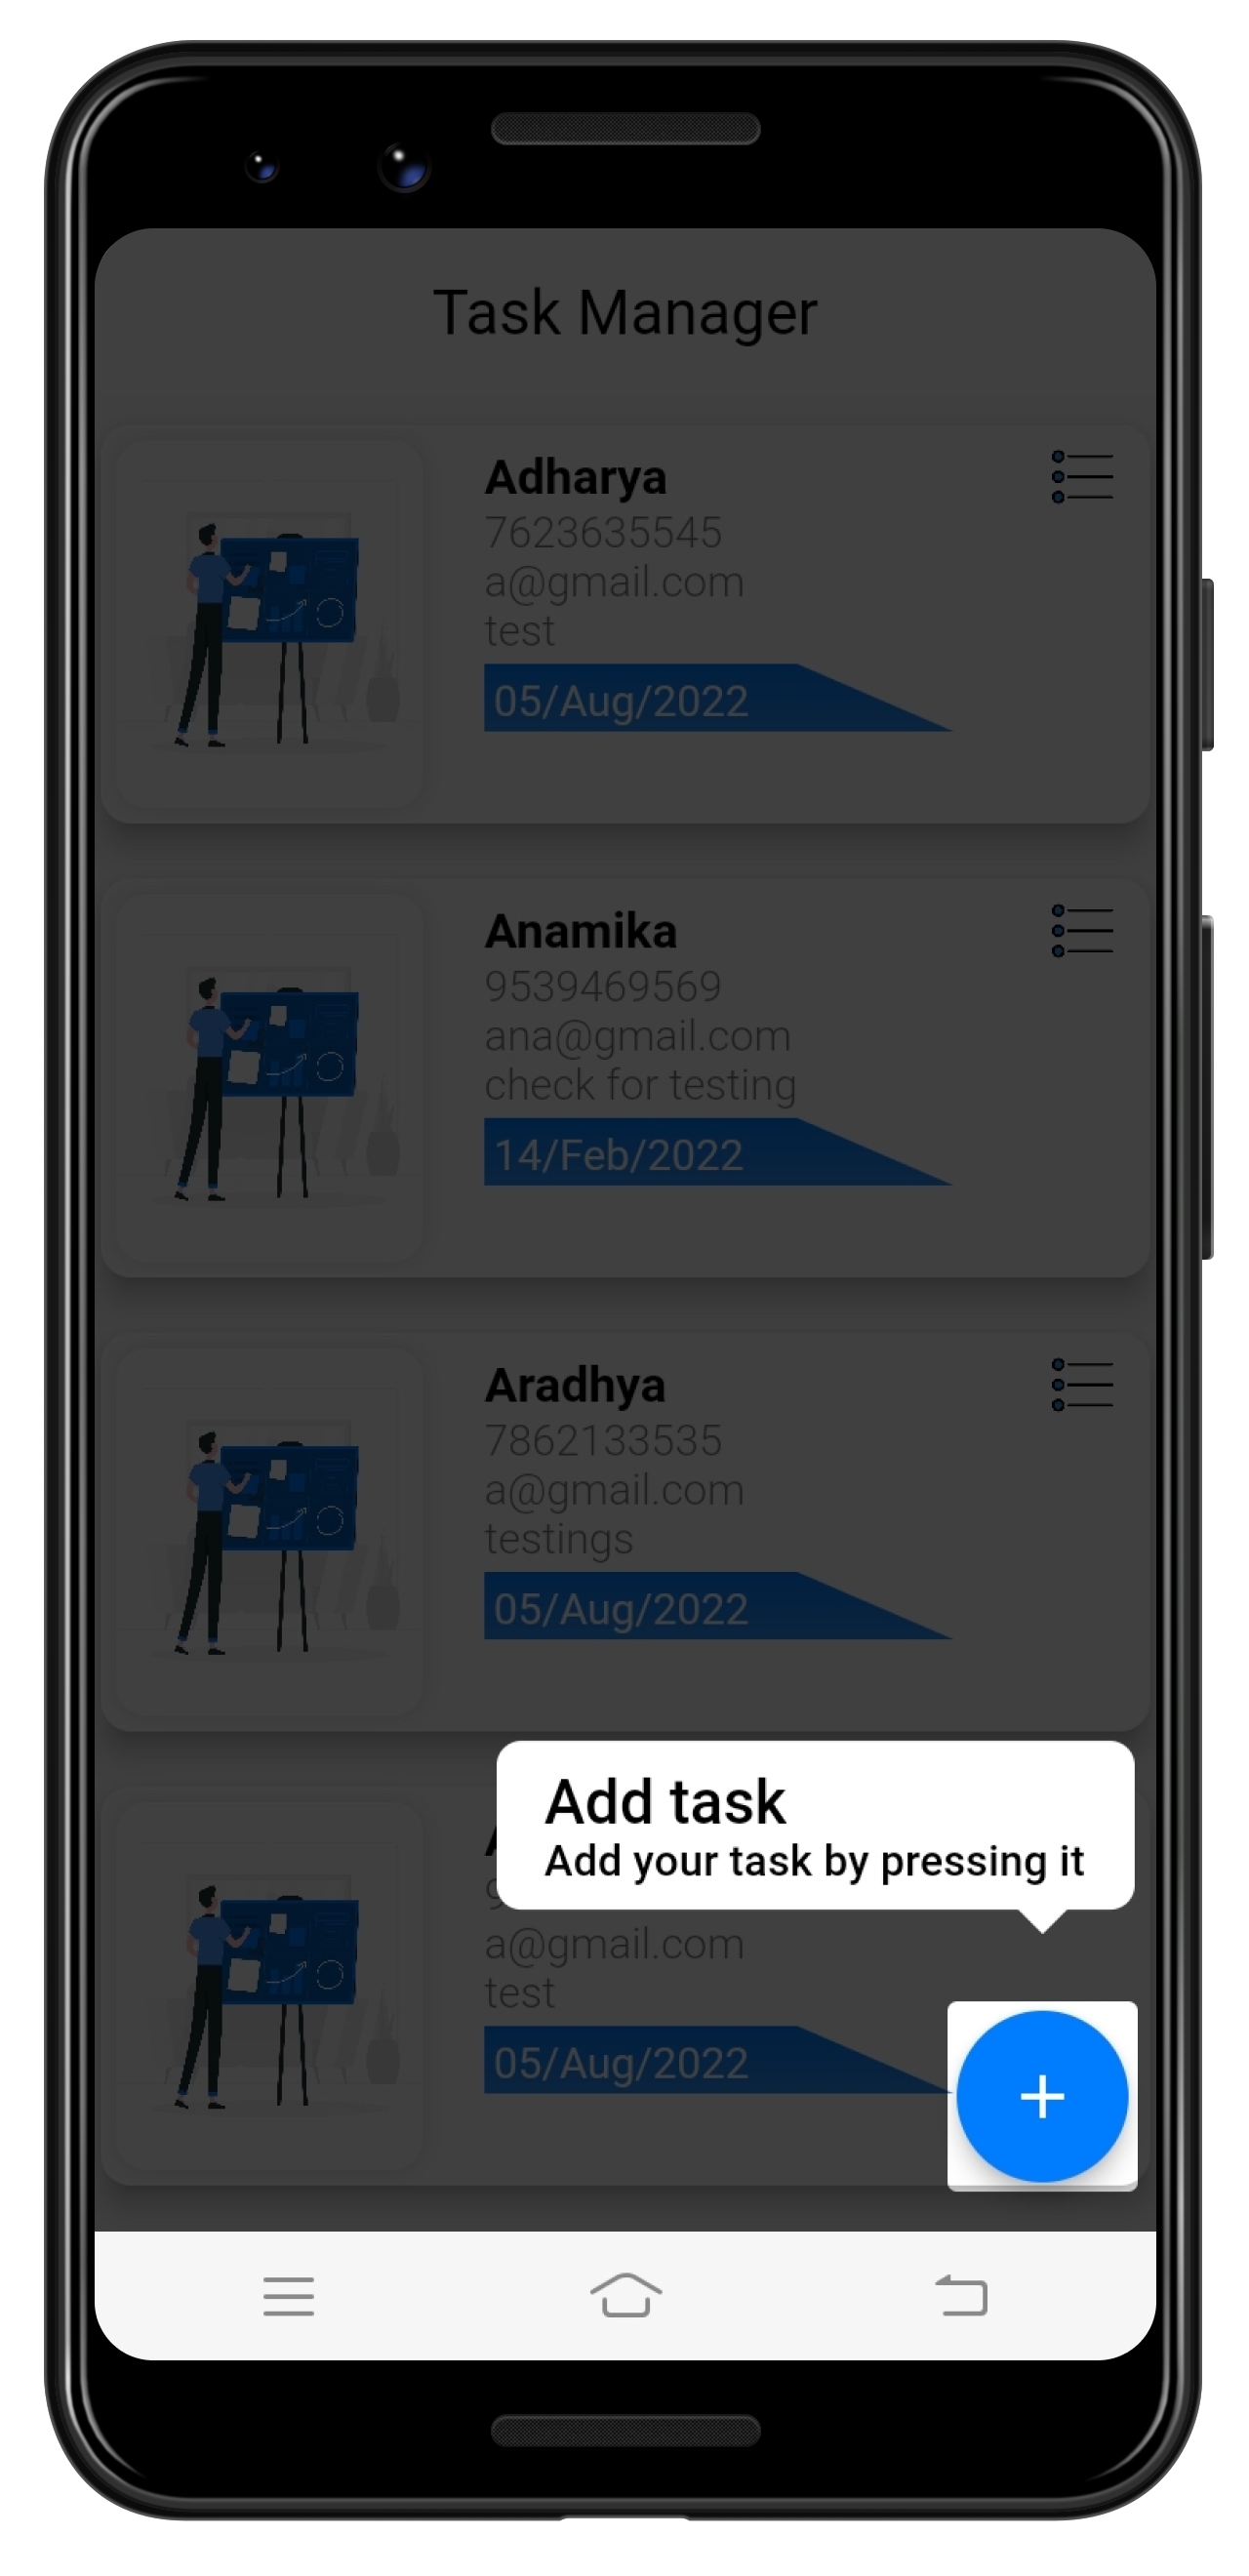 Task Manager
Adharya
7623635545
a@gmail.com
test
05/Aug/2022
Anamika
9539469569
ana@gmail.com
check for testing
14/Feb/2022
Aradhya
7862133535
a@gmail.com
testings
05/Aug/2022
Add task
Add your task by pressing it
a@gmail.com
test
05/Aug/2022